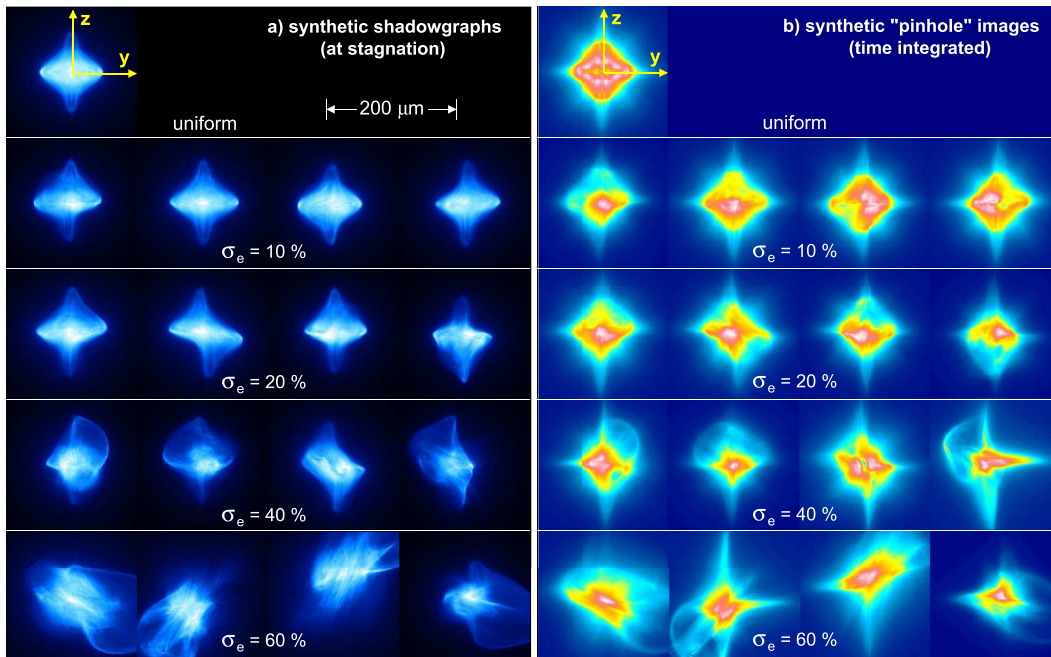 z
y
a) synthetic shadowgraphs
(at stagnation)
200 μm
uniform
σe = 10 %
σe = 20 %
σe = 40 %
σe = 60 %
z
y
b) synthetic "pinhole" images
(time integrated)
uniform
σe = 10 %
σe = 20 %
σe = 40 %
σe = 60 %